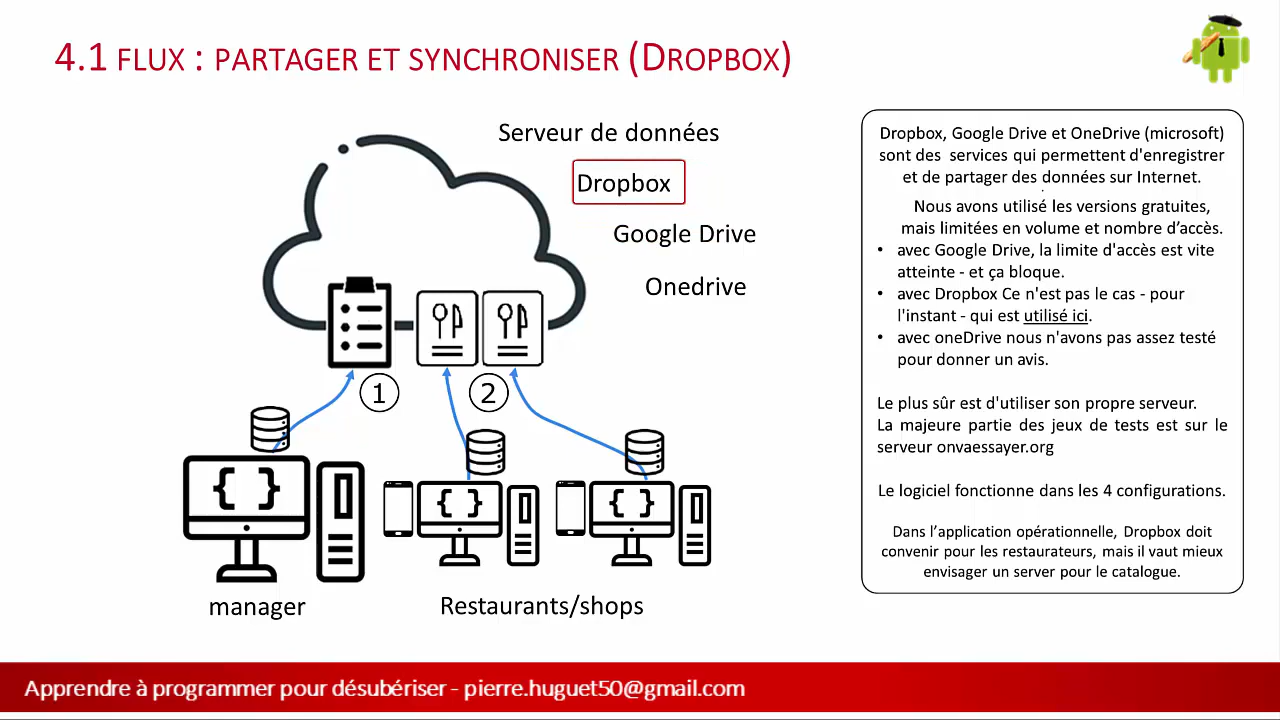 4.1 FLUX : PARTAGER ET SYNCHRONISER (DROPBOX)
Serveur de données
Dropbox
Google Drive
Onedrive
1
2
{ }
{ }
{ }
manager
Restaurants/shops
Dropbox, Google Drive et OneDrive (microsoft)
sont des services qui permettent d'enregistrer
et de partager des données sur Internet.
Nous avons utilisé les versions gratuites,
mais limitées en volume et nombre d’accès.
• avec Google Drive, la limite d'accès est vite
atteinte - et ça bloque.
• avec Dropbox Ce n'est pas le cas - pour
l'instant - qui est utilisé ici.
• avec oneDrive nous n'avons pas assez testé
pour donner un avis.
Le plus sûr est d'utiliser son propre serveur.
La majeure partie des jeux de tests est sur le
serveur onvaessayer.org
Le logiciel fonctionne dans les 4 configurations.
Dans l’application opérationnelle, Dropbox doit
convenir pour les restaurateurs, mais il vaut mieux
envisager un server pour le catalogue.
Apprendre à programmer pour désubériser - pierre.huguet50@gmail.com